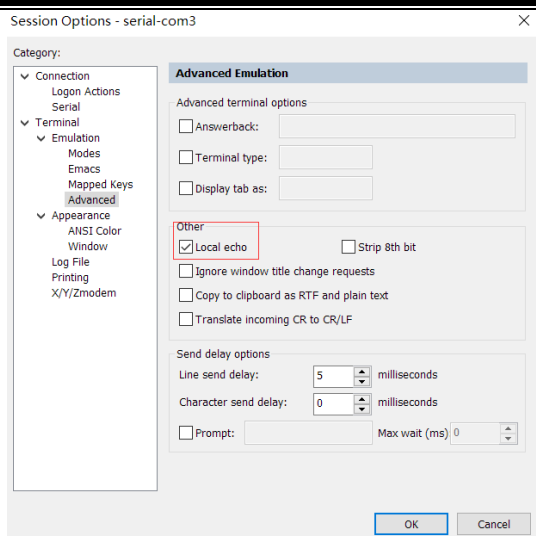 Session Options - serial-com3
Category:
Connection
Logon Actions
Serial
Terminal
Emulation
Modes
Emacs
Mapped Keys
Advanced
Appearance
ANSI Color
Window
Log File
Printing
X/Y/Zmodem
Advanced Emulation
Advanced terminal options
Answerback:
Terminal type:
Display tab as:
Other
Local echo
Strip 8th bit
Ignore window title change requests
Copy to clipboard as RTF and plain text
Translate incoming CR to CR/LF
Send delay options
Line send delay: 5 milliseconds
Character send delay: 0 milliseconds
Prompt: Max wait (ms) 0
OK Cancel